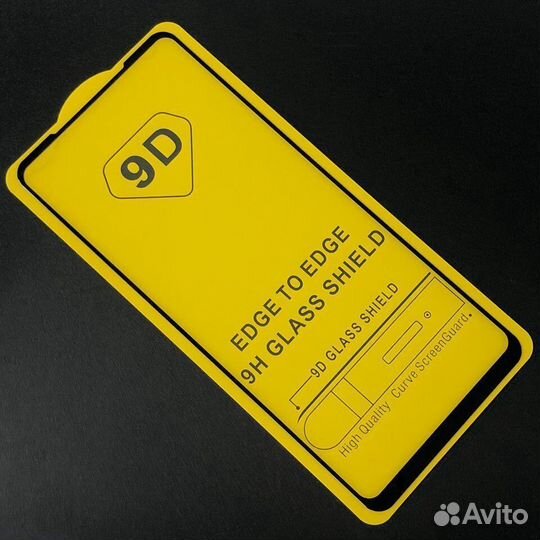 9D
EDGE TO EDGE
9H GLASS SHIELD
9D GLASS SHIELD
High Quality Curve ScreenGuard.
Avito